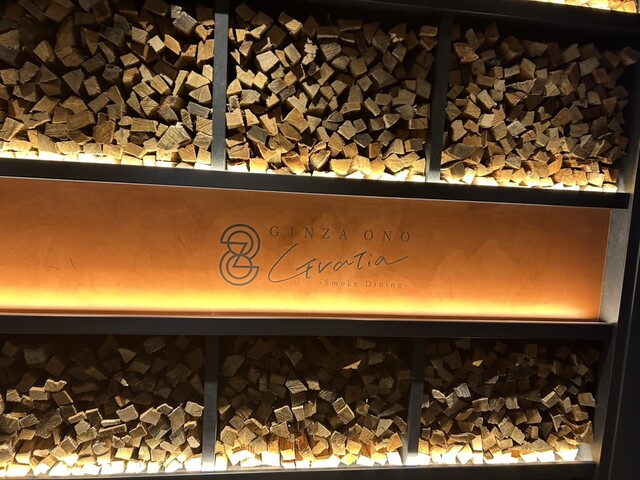 GINZA ONO
Gratia
-Smoke Dining-